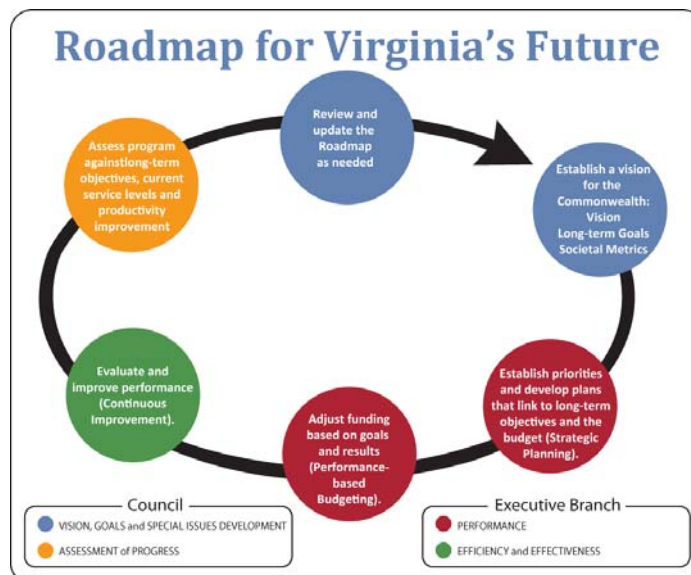 Roadmap for Virginia's Future
Review and
update the
Roadmap
as needed
Establish a vision
for the
Commonwealth:
Vision
Long-term Goals
Societal Metrics
Establish priorities
and develop plans
that link to long-term
objectives and the
budget (Strategic
Planning).
Adjust funding
based on goals
and results
(Performance-
based
Budgeting).
Evaluate and
improve performance
(Continuous
Improvement).
Assess program
againstlong-term
objectives, current
service levels and
productivity
improvement
Council
VISION, GOALS and SPECIAL ISSUES DEVELOPMENT
ASSESSMENT of PROGRESS
Executive Branch
PERFORMANCE
EFFICIENCY and EFFECTIVENESS